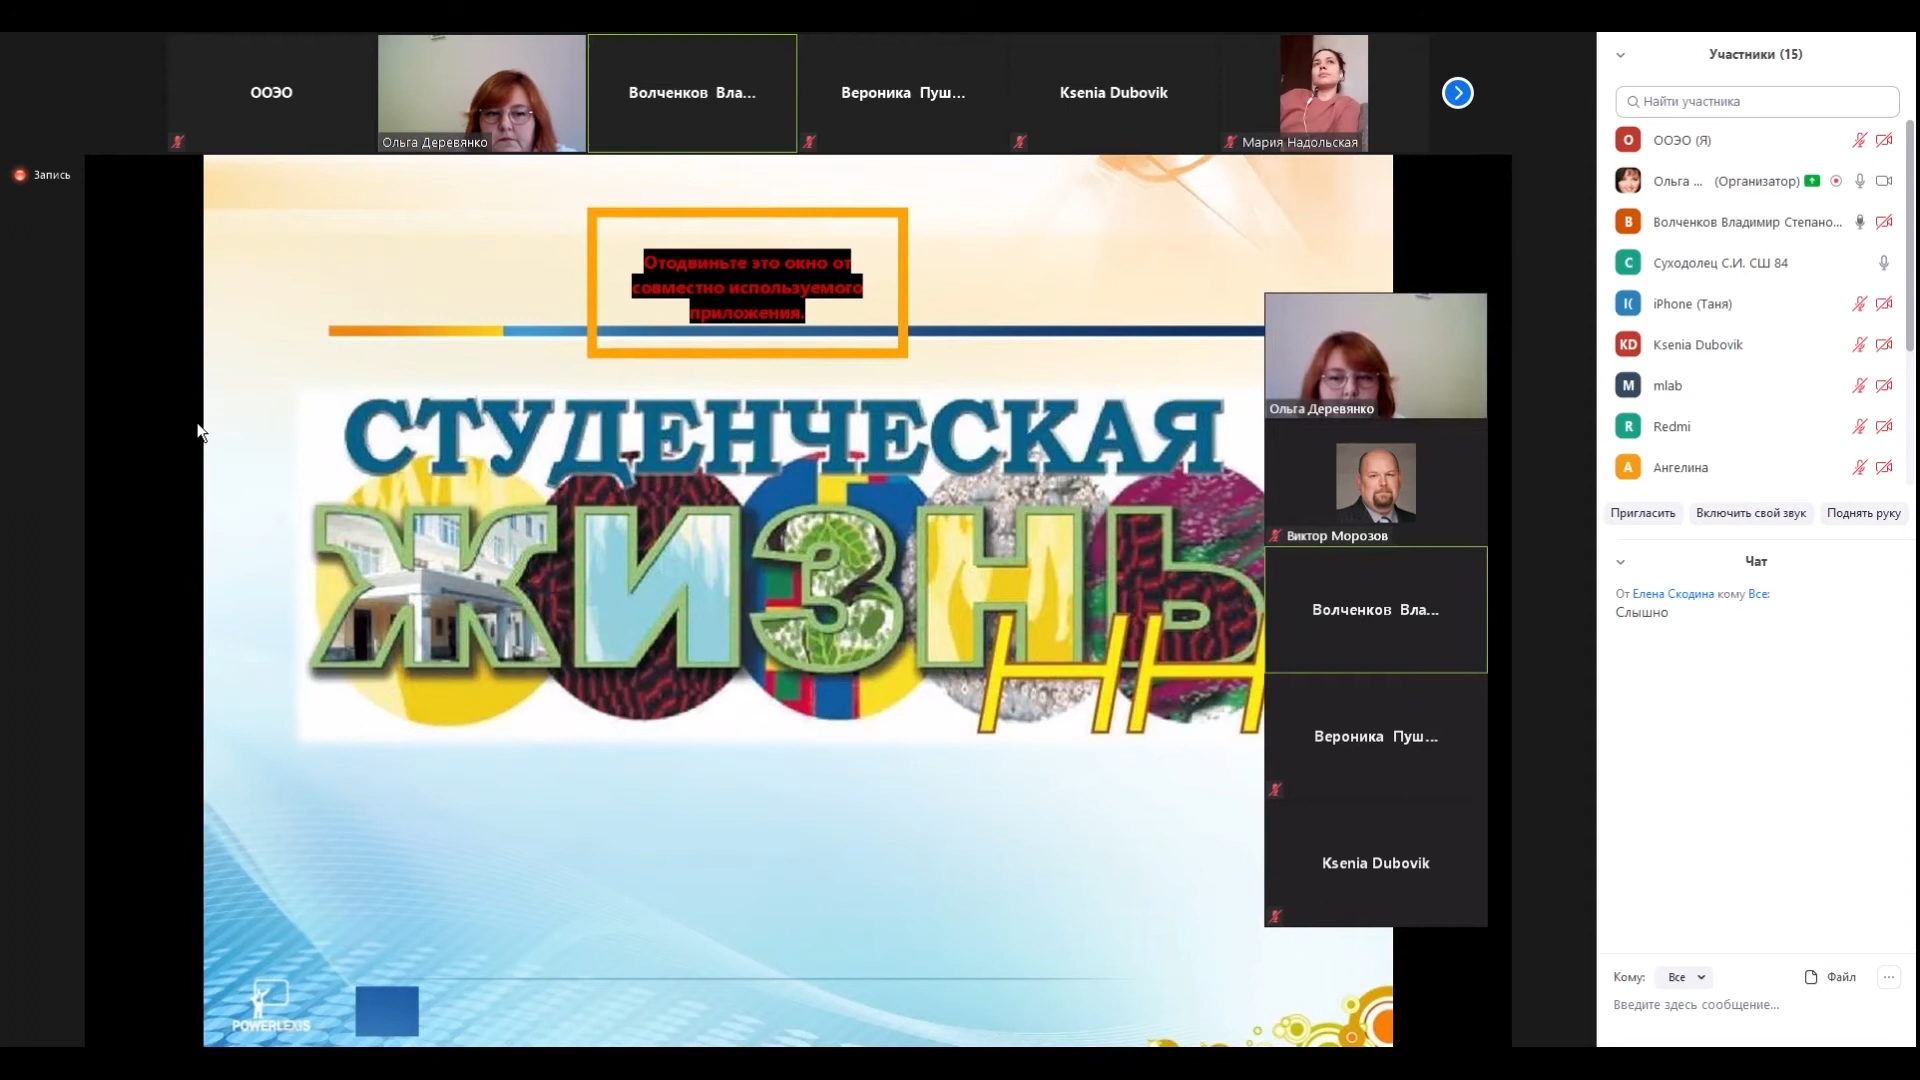 ООЭО
Ольга Деревянко
Волченков Вла...
Вероника Пуш...
Ksenia Dubovik
Мария Надольская
Запись
Отодвиньте это окно от
совместно используемого
приложения.
СТУДЕНЧЕСКАЯ
ЖИЗНЬ
НН
POWERLEXIS
Ольга Деревянко
Виктор Морозов
Волченков Вла...
Вероника Пуш...
Ksenia Dubovik
Участники (15)
Найти участника
О ООЭО (Я)
Ольга ... (Организатор)
В Волченков Владимир Степано...
С Суходолец С.И. СШ 84
I( iPhone (Таня)
KD Ksenia Dubovik
M mlab
R Redmi
А Ангелина
Пригласить Включить свой звук Поднять руку
Чат
От Елена Скодина кому Все:
Слышно
Кому: Все Файл ...
Введите здесь сообщение...